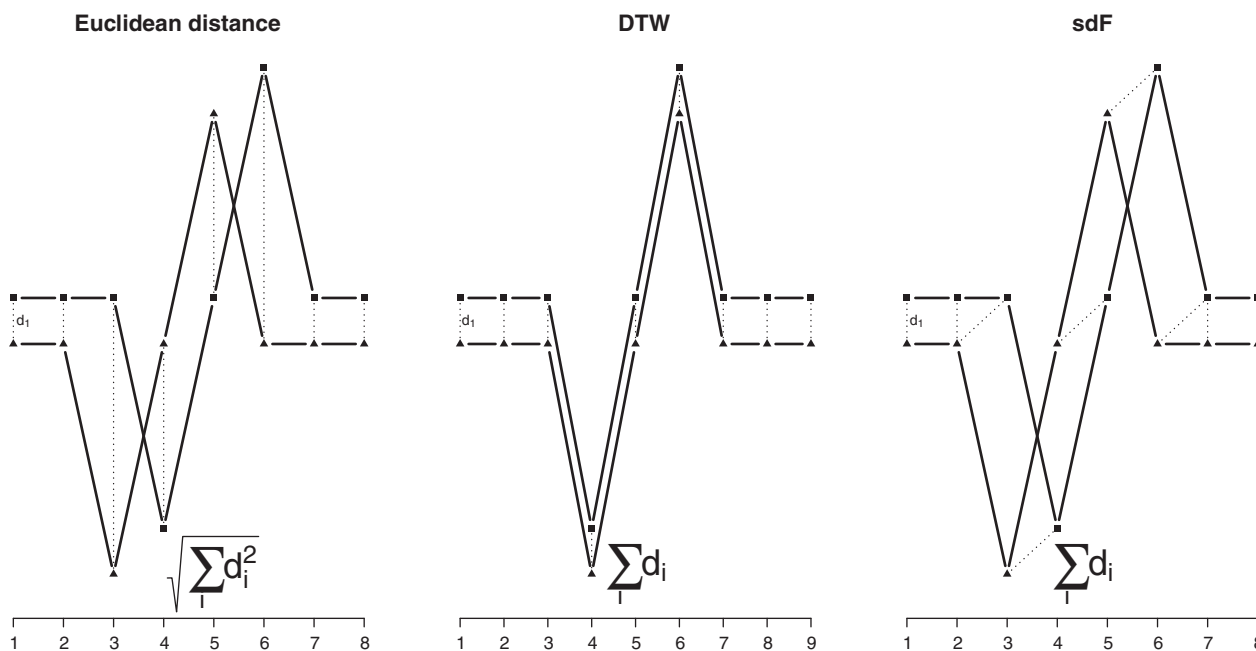 Euclidean distance
DTW
sdF
d₁
d₁
d₁
√∑ᵢ dᵢ²
∑ᵢ dᵢ
∑ᵢ dᵢ
1 2 3 4 5 6 7 8
1 2 3 4 5 6 7 8 9
1 2 3 4 5 6 7 8